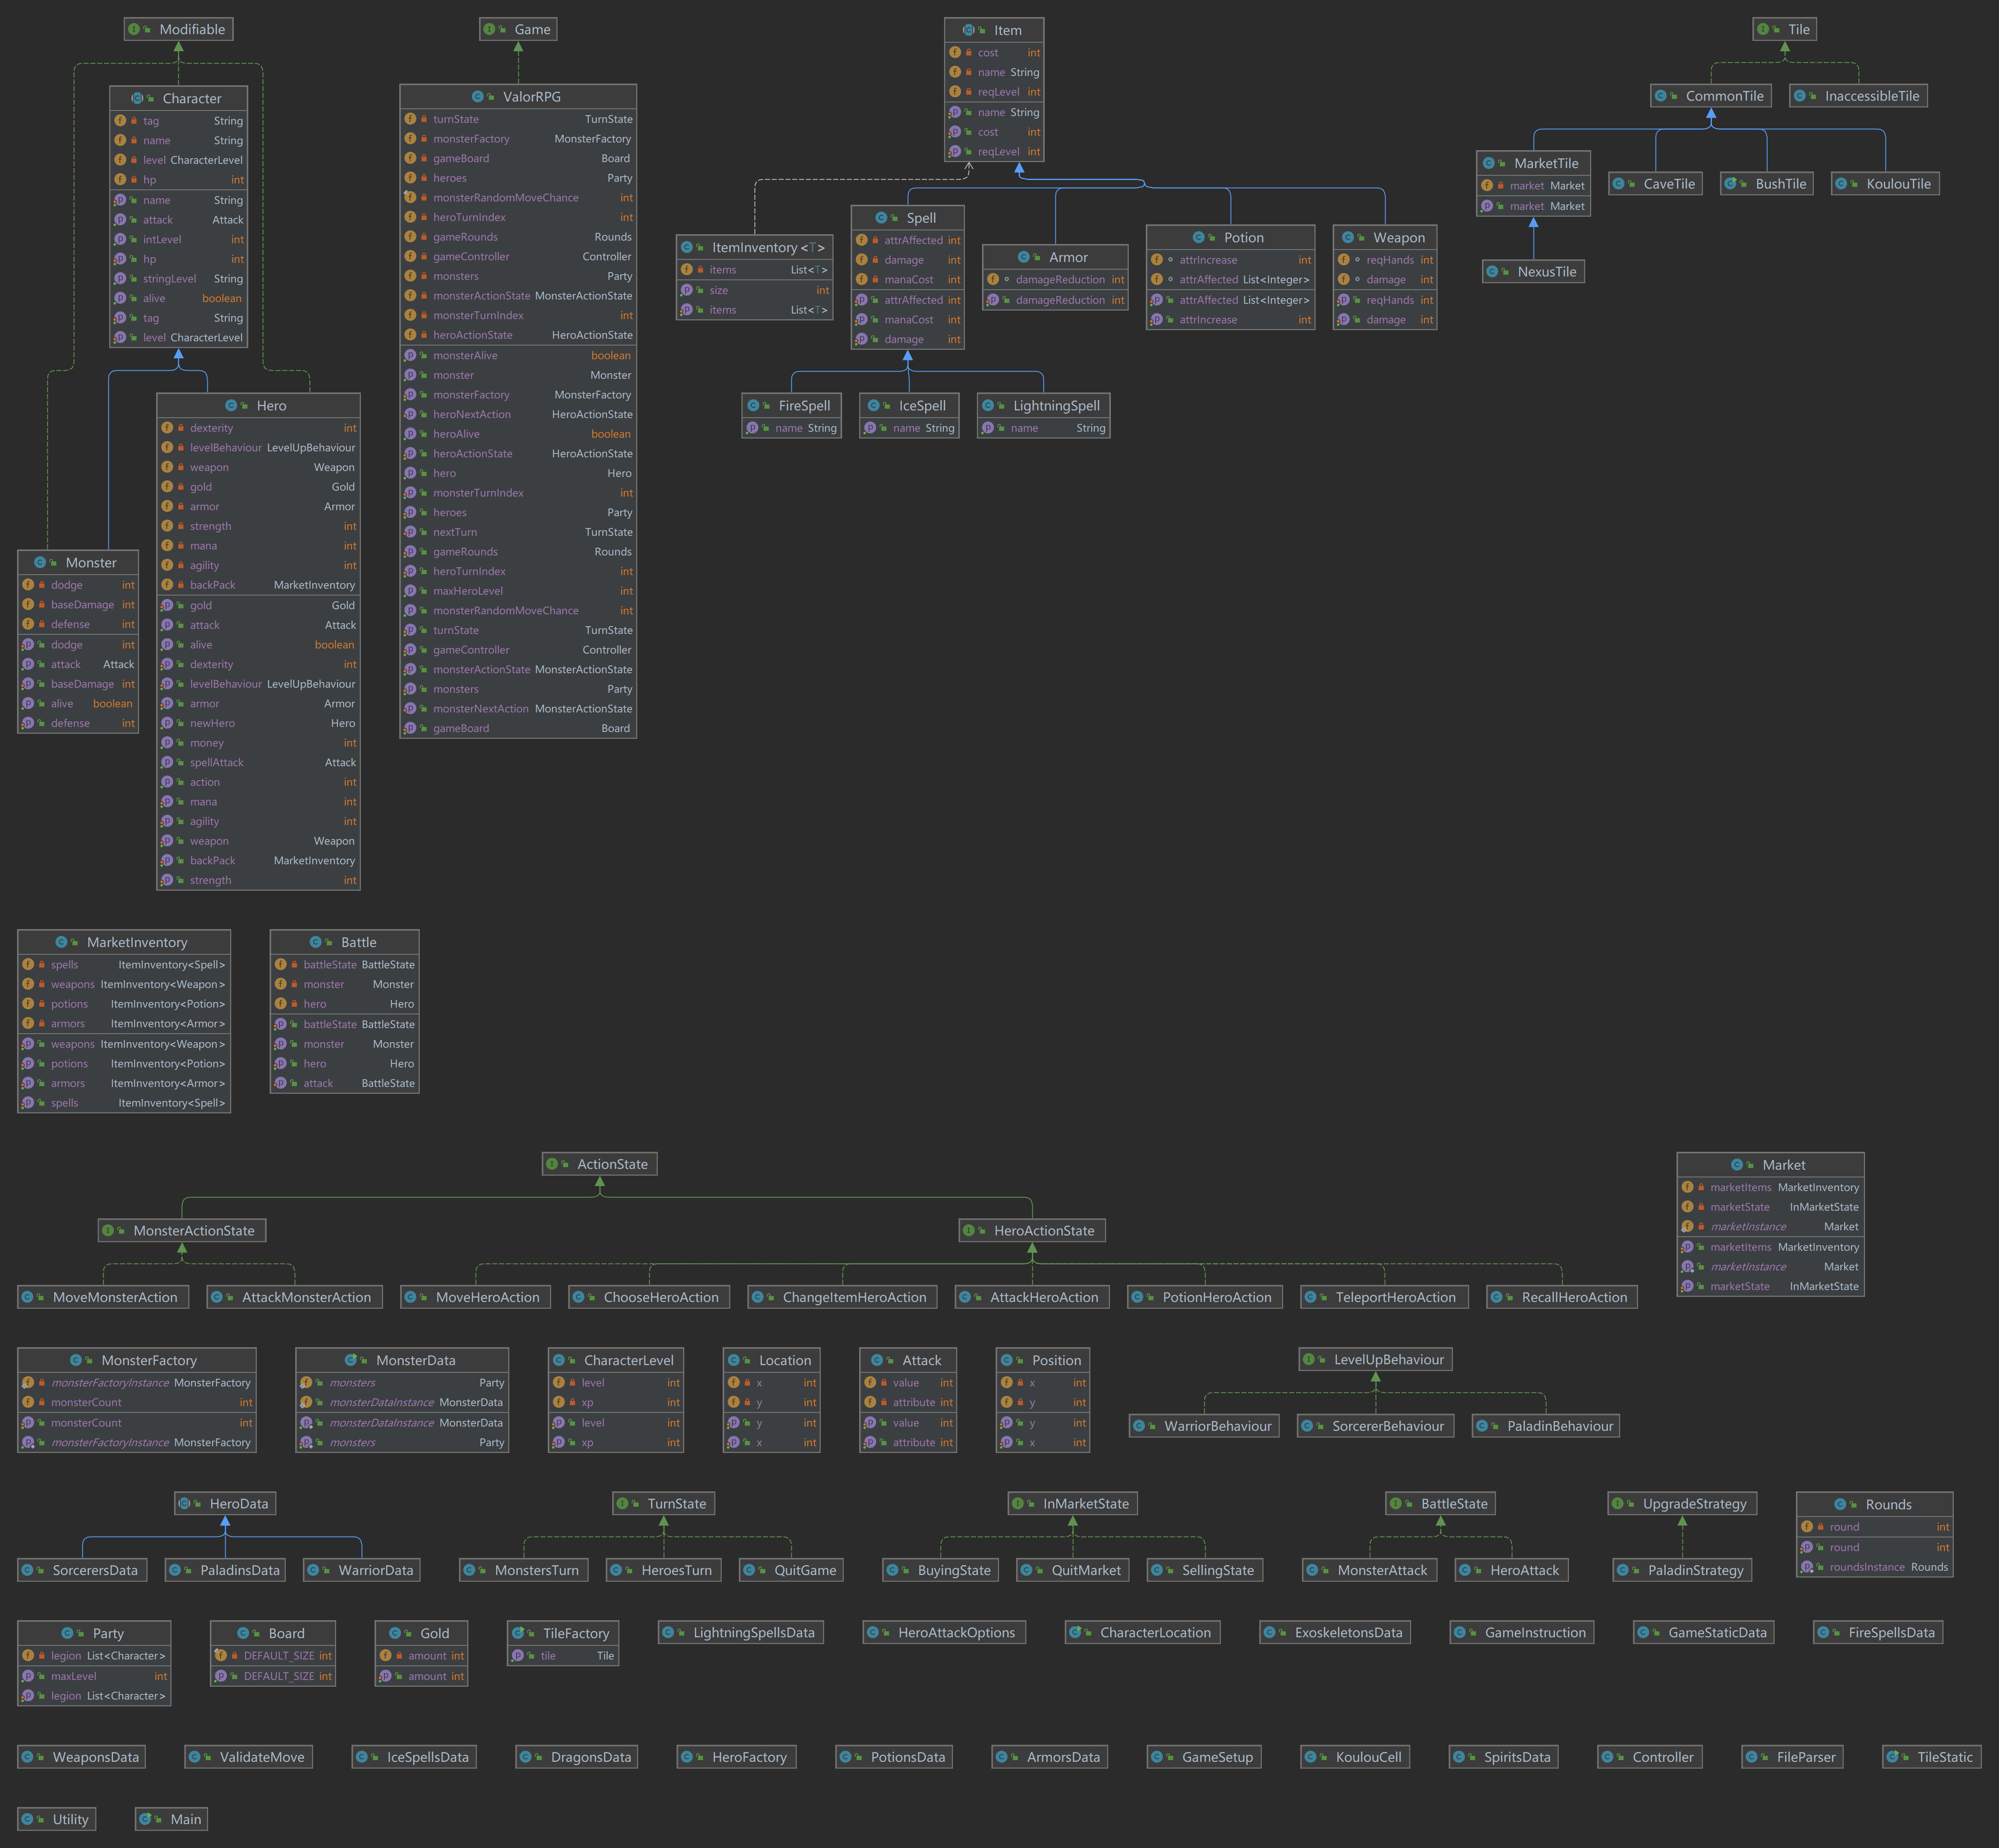 Modifiable
Character
tag String
name String
level CharacterLevel
hp int
name String
attack Attack
intLevel int
hp int
stringLevel String
alive boolean
tag String
level CharacterLevel
Monster
dodge int
baseDamage int
defense int
dodge int
attack Attack
baseDamage int
alive boolean
defense int
Hero
dexterity int
levelBehaviour LevelUpBehaviour
weapon Weapon
gold Gold
armor Armor
strength int
mana int
agility int
backPack MarketInventory
gold Gold
attack Attack
alive boolean
dexterity int
levelBehaviour LevelUpBehaviour
armor Armor
newHero Hero
money int
spellAttack Attack
action int
mana int
agility int
weapon Weapon
backPack MarketInventory
strength int
Game
ValorRPG
turnState TurnState
monsterFactory MonsterFactory
gameBoard Board
heroes Party
monsterRandomMoveChance int
heroTurnIndex int
gameRounds Rounds
gameController Controller
monsters Party
monsterActionState MonsterActionState
monsterTurnIndex int
heroActionState HeroActionState
monsterAlive boolean
monster Monster
monsterFactory MonsterFactory
heroNextAction HeroActionState
heroAlive boolean
heroActionState HeroActionState
hero Hero
monsterTurnIndex int
heroes Party
nextTurn TurnState
gameRounds Rounds
heroTurnIndex int
maxHeroLevel int
monsterRandomMoveChance int
turnState TurnState
gameController Controller
monsterActionState MonsterActionState
monsters Party
monsterNextAction MonsterActionState
gameBoard Board
Item
cost int
name String
reqLevel int
name String
cost int
reqLevel int
ItemInventory <T>
items List<T>
size int
items List<T>
Spell
attrAffected int
damage int
manaCost int
attrAffected int
manaCost int
damage int
Armor
damageReduction int
damageReduction int
Potion
attrIncrease int
attrAffected List<Integer>
attrAffected List<Integer>
attrIncrease int
Weapon
reqHands int
damage int
reqHands int
damage int
FireSpell
name String
IceSpell
name String
LightningSpell
name String
Tile
CommonTile
InaccessibleTile
MarketTile
market Market
market Market
CaveTile
BushTile
KoulouTile
NexusTile
MarketInventory
spells ItemInventory<Spell>
weapons ItemInventory<Weapon>
potions ItemInventory<Potion>
armors ItemInventory<Armor>
weapons ItemInventory<Weapon>
potions ItemInventory<Potion>
armors ItemInventory<Armor>
spells ItemInventory<Spell>
Battle
battleState BattleState
monster Monster
hero Hero
battleState BattleState
monster Monster
hero Hero
attack BattleState
ActionState
MonsterActionState
HeroActionState
MoveMonsterAction
AttackMonsterAction
MoveHeroAction
ChooseHeroAction
ChangeItemHeroAction
AttackHeroAction
PotionHeroAction
TeleportHeroAction
RecallHeroAction
Market
marketItems MarketInventory
marketState InMarketState
marketInstance Market
marketItems MarketInventory
marketInstance Market
marketState InMarketState
MonsterFactory
monsterFactoryInstance MonsterFactory
monsterCount int
monsterCount int
monsterFactoryInstance MonsterFactory
MonsterData
monsters Party
monsterDataInstance MonsterData
monsterDataInstance MonsterData
monsters Party
CharacterLevel
level int
xp int
level int
xp int
Location
x int
y int
y int
x int
Attack
value int
attribute int
value int
attribute int
Position
x int
y int
y int
x int
LevelUpBehaviour
WarriorBehaviour
SorcererBehaviour
PaladinBehaviour
HeroData
SorcerersData
PaladinsData
WarriorData
TurnState
MonstersTurn
HeroesTurn
QuitGame
InMarketState
BuyingState
QuitMarket
SellingState
BattleState
MonsterAttack
HeroAttack
UpgradeStrategy
PaladinStrategy
Rounds
round int
round int
roundsInstance Rounds
Party
legion List<Character>
maxLevel int
legion List<Character>
Board
DEFAULT_SIZE int
DEFAULT_SIZE int
Gold
amount int
amount int
TileFactory
tile Tile
LightningSpellsData
HeroAttackOptions
CharacterLocation
ExoskeletonsData
GameInstruction
GameStaticData
FireSpellsData
WeaponsData
ValidateMove
IceSpellsData
DragonsData
HeroFactory
PotionsData
ArmorsData
GameSetup
KoulouCell
SpiritsData
Controller
FileParser
TileStatic
Utility
Main